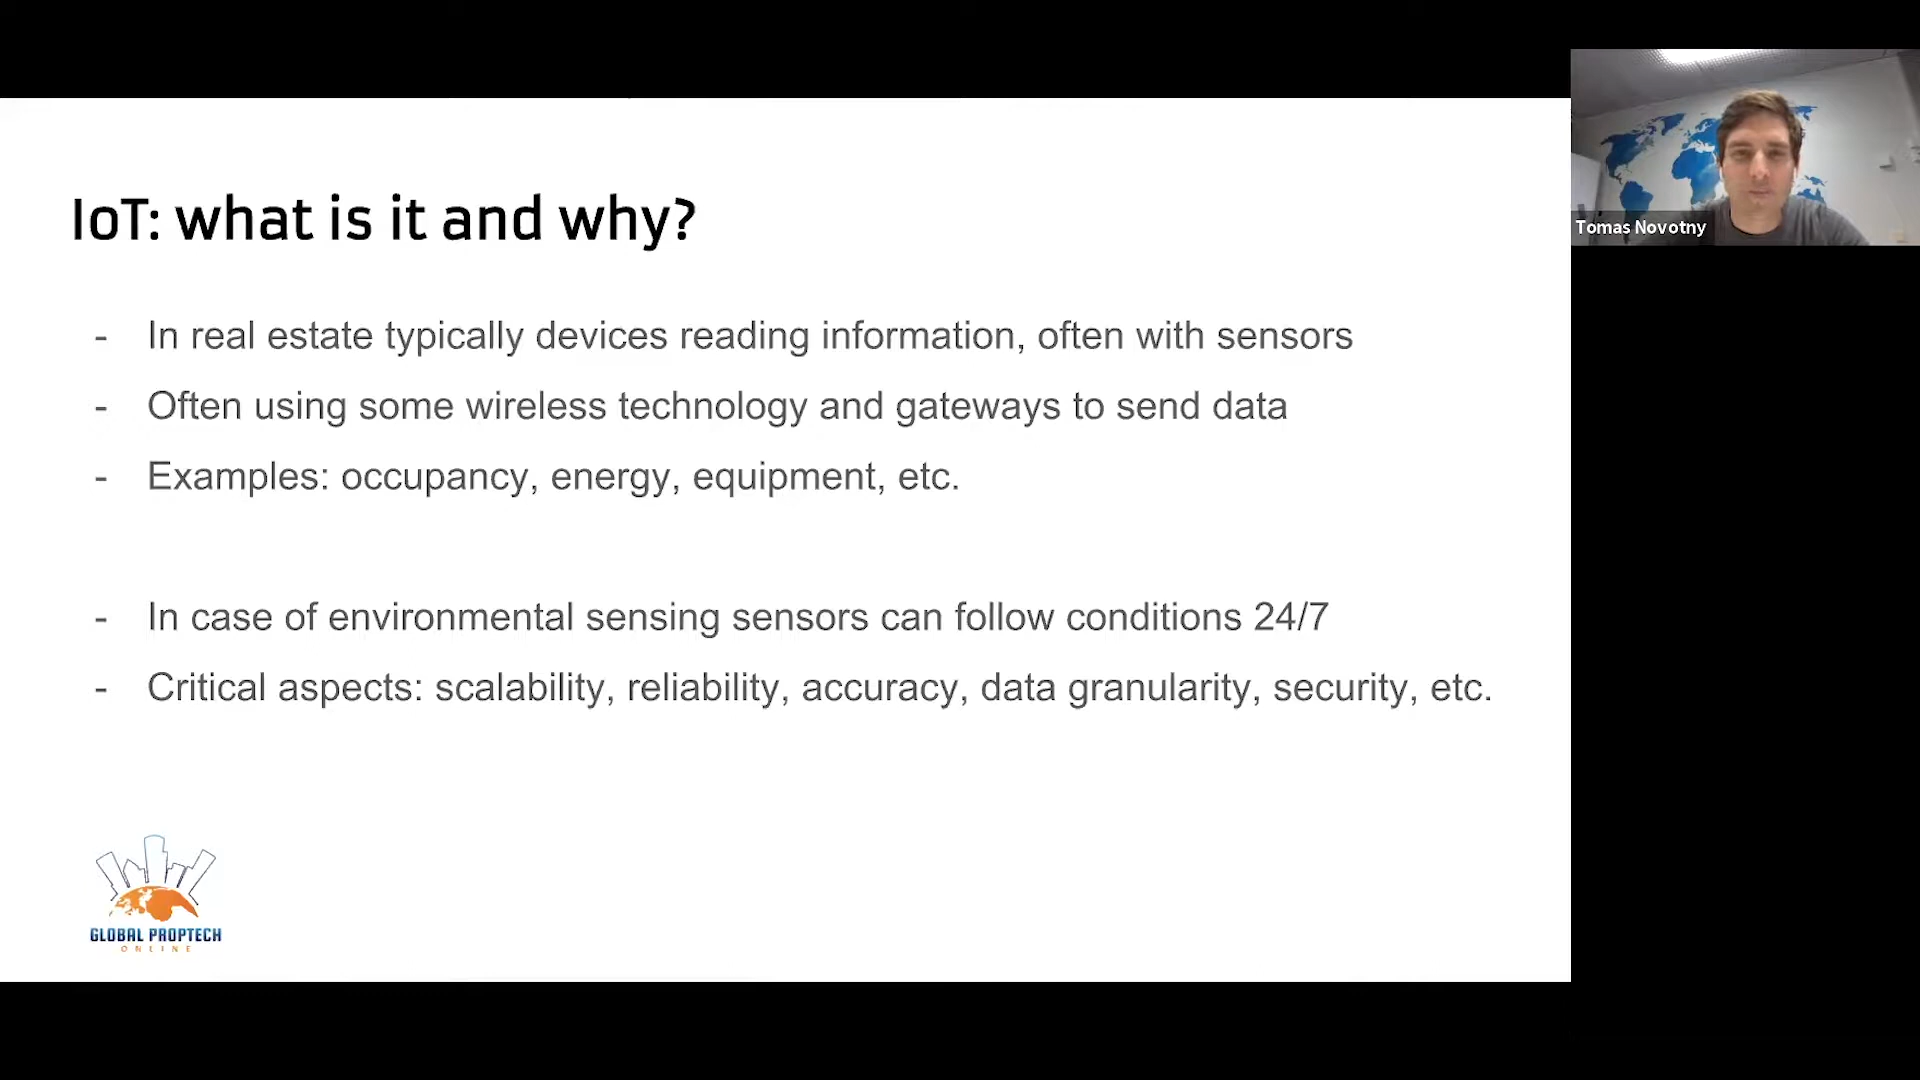 IoT: what is it and why?
- In real estate typically devices reading information, often with sensors
- Often using some wireless technology and gateways to send data
- Examples: occupancy, energy, equipment, etc.
- In case of environmental sensing sensors can follow conditions 24/7
- Critical aspects: scalability, reliability, accuracy, data granularity, security, etc.
GLOBAL PROPTECH
ONLINE
Tomas Novotny